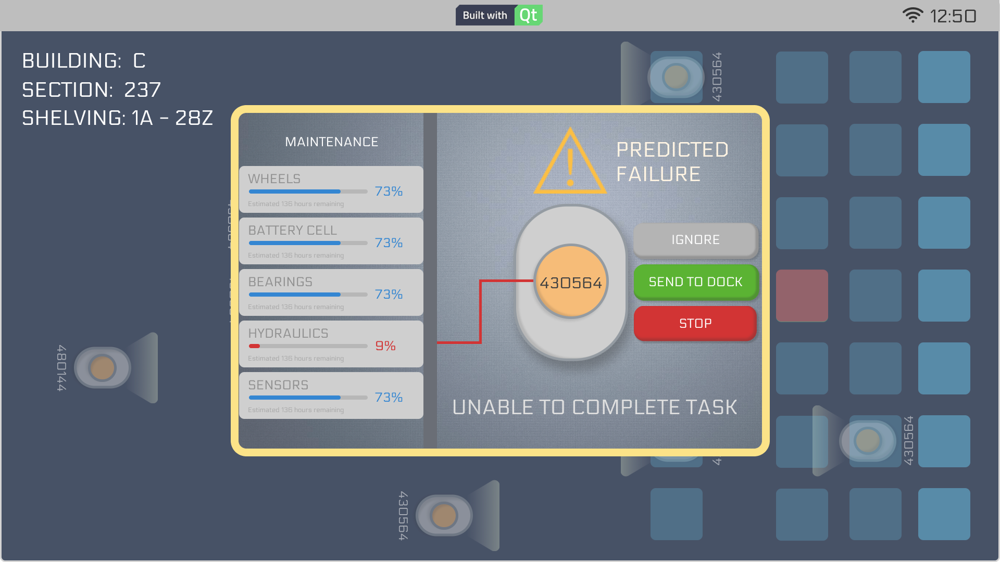 Built with Qt
12:50
BUILDING: C
SECTION: 237
SHELVING: 1A - 28Z
430564
MAINTENANCE
WHEELS
73%
Estimated 136 hours remaining
BATTERY CELL
73%
Estimated 136 hours remaining
BEARINGS
73%
Estimated 136 hours remaining
HYDRAULICS
9%
Estimated 136 hours remaining
SENSORS
73%
Estimated 136 hours remaining
PREDICTED
FAILURE
430564
IGNORE
SEND TO DOCK
STOP
UNABLE TO COMPLETE TASK
480144
430564
430564
4